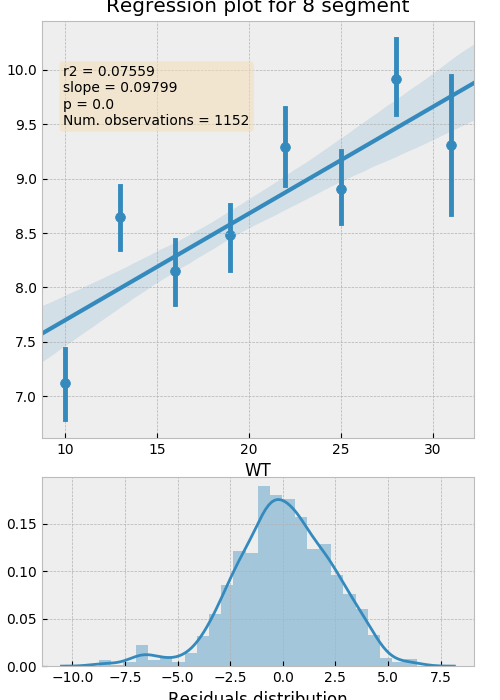 Regression plot for 8 segment
r2 = 0.07559
slope = 0.09799
p = 0.0
Num. observations = 1152
10.0
9.5
9.0
8.5
8.0
7.5
7.0
10 15 20 25 30
WT
0.15
0.10
0.05
0.00
−10.0 −7.5 −5.0 −2.5 0.0 2.5 5.0 7.5
Residuals distribution